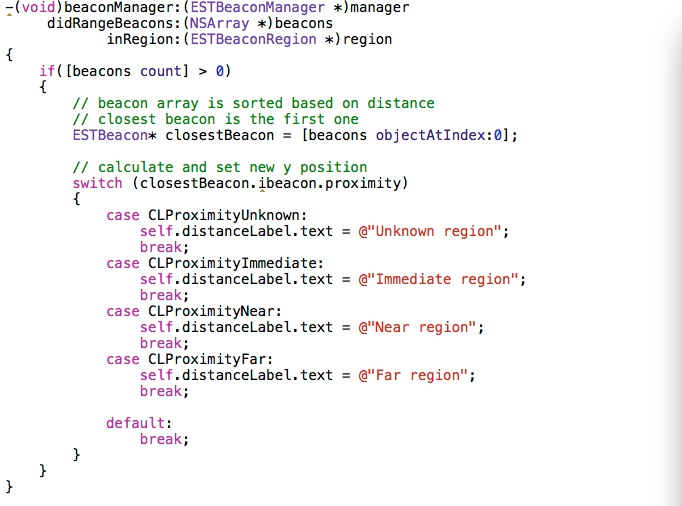 -(void)beaconManager:(ESTBeaconManager *)manager
     didRangeBeacons:(NSArray *)beacons
            inRegion:(ESTBeaconRegion *)region
{
    if([beacons count] > 0)
    {
        // beacon array is sorted based on distance
        // closest beacon is the first one
        ESTBeacon* closestBeacon = [beacons objectAtIndex:0];

        // calculate and set new y position
        switch (closestBeacon.ibeacon.proximity)
        {
            case CLProximityUnknown:
                self.distanceLabel.text = @"Unknown region";
                break;
            case CLProximityImmediate:
                self.distanceLabel.text = @"Immediate region";
                break;
            case CLProximityNear:
                self.distanceLabel.text = @"Near region";
                break;
            case CLProximityFar:
                self.distanceLabel.text = @"Far region";
                break;

            default:
                break;
        }
    }
}